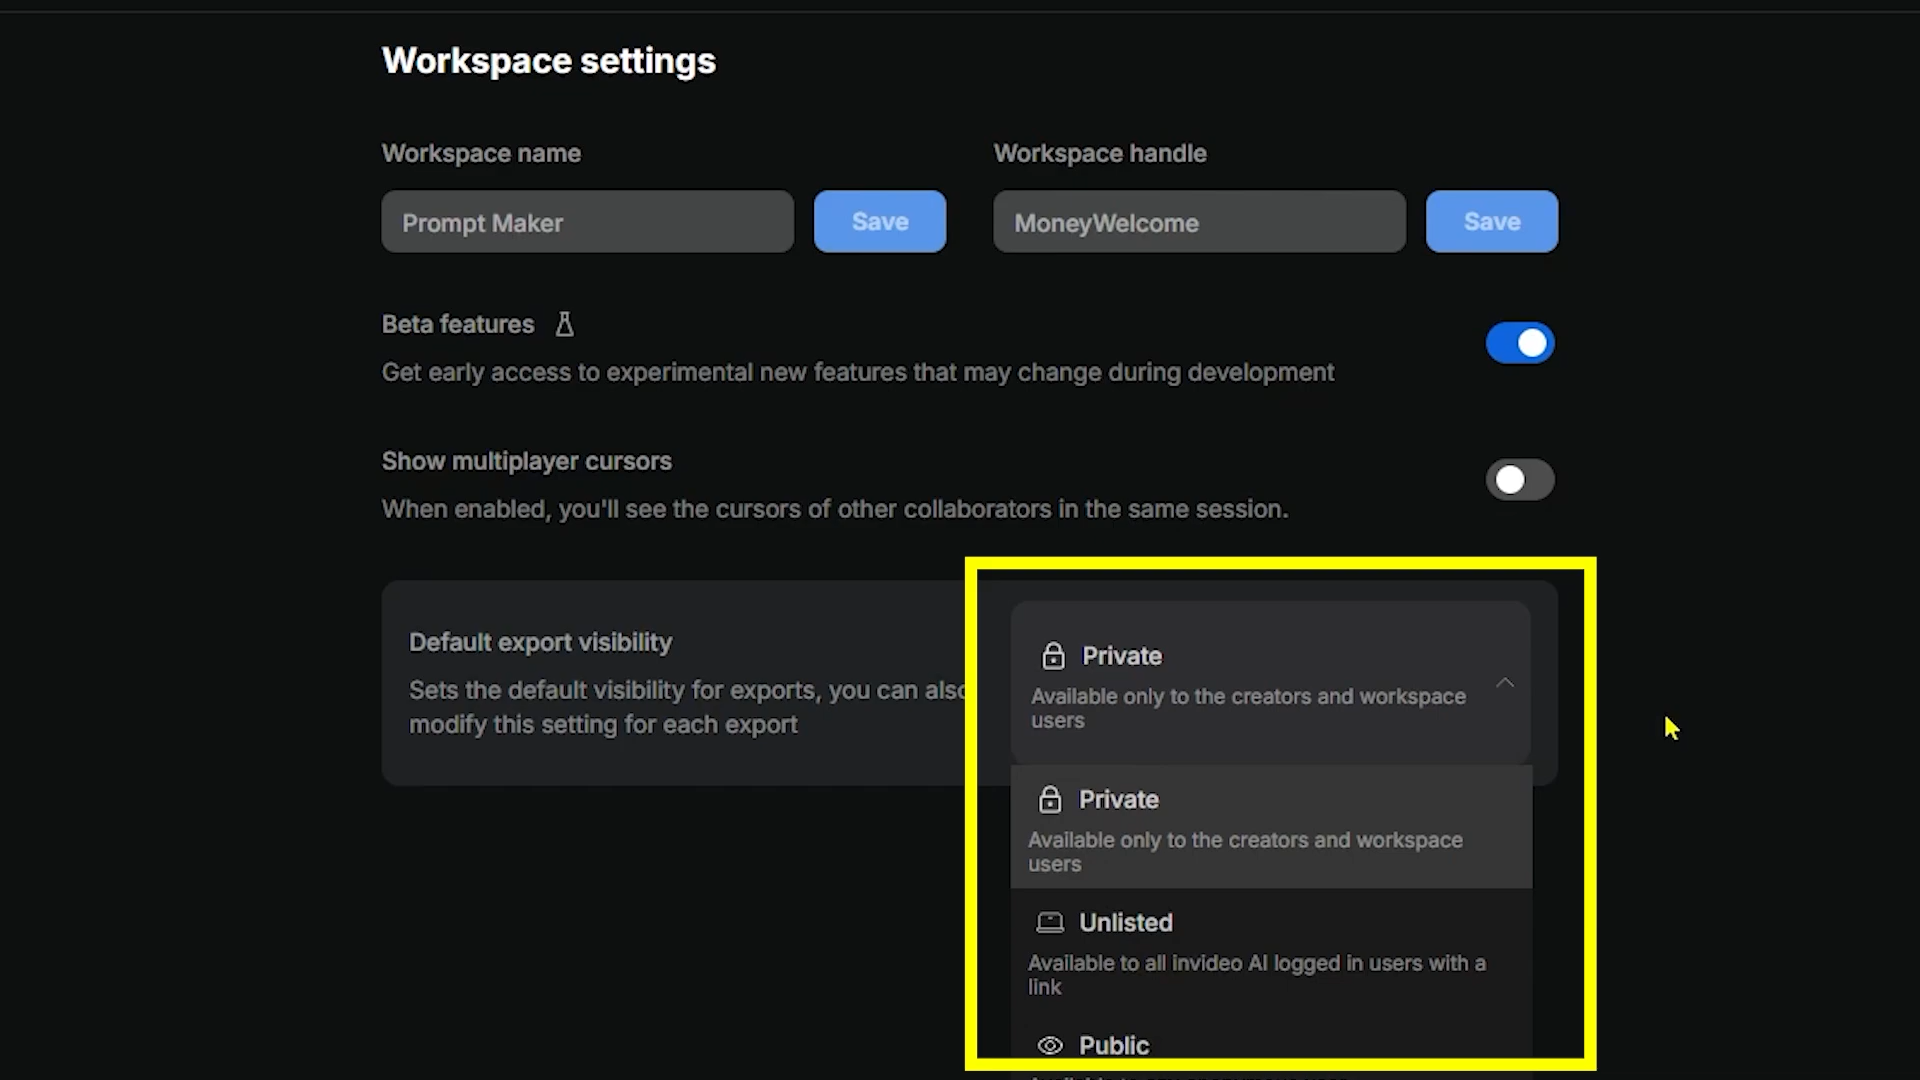 Workspace settings
Workspace name
Workspace handle
Prompt Maker
Save
MoneyWelcome
Save
Beta features
Get early access to experimental new features that may change during development
Show multiplayer cursors
When enabled, you'll see the cursors of other collaborators in the same session.
Default export visibility
Sets the default visibility for exports, you can also
modify this setting for each export
Private
Available only to the creators and workspace
users
Private
Available only to the creators and workspace
users
Unlisted
Available to all invideo AI logged in users with a
link
Public